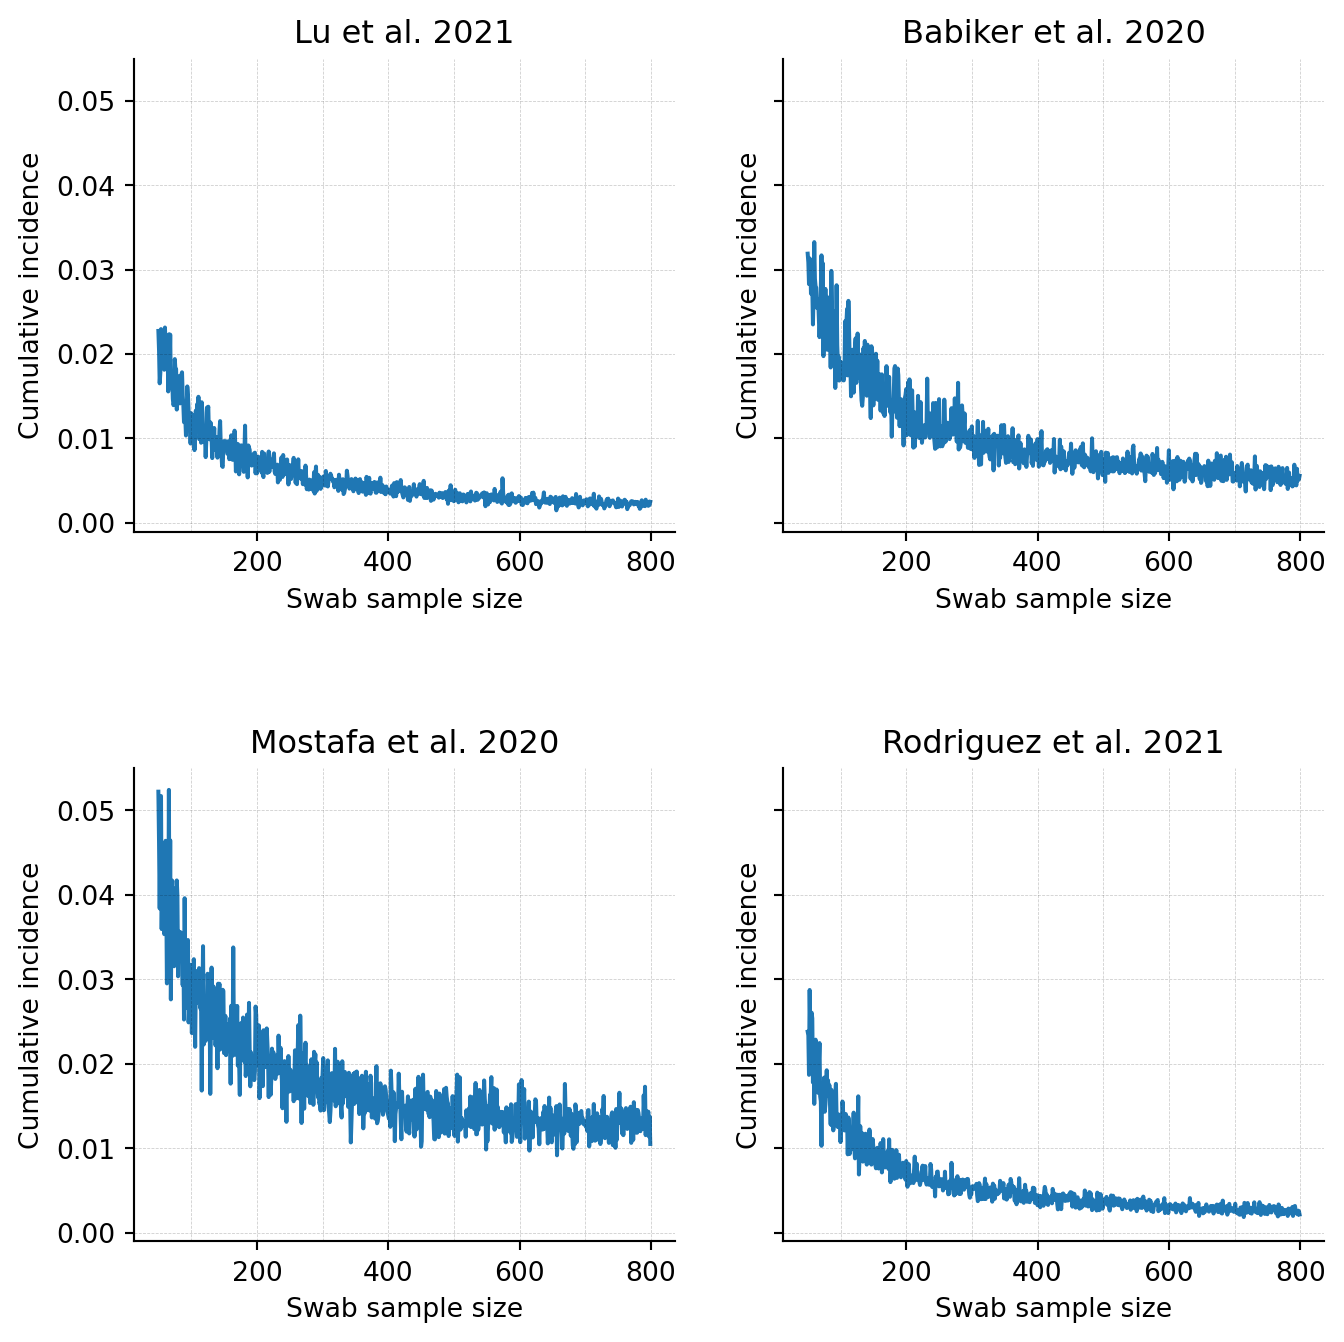 Lu et al. 2021
Babiker et al. 2020
Cumulative incidence
0.05
0.04
0.03
0.02
0.01
0.00
200 400 600 800
Swab sample size
Cumulative incidence
200 400 600 800
Swab sample size
Mostafa et al. 2020
Rodriguez et al. 2021
Cumulative incidence
0.05
0.04
0.03
0.02
0.01
0.00
200 400 600 800
Swab sample size
Cumulative incidence
200 400 600 800
Swab sample size